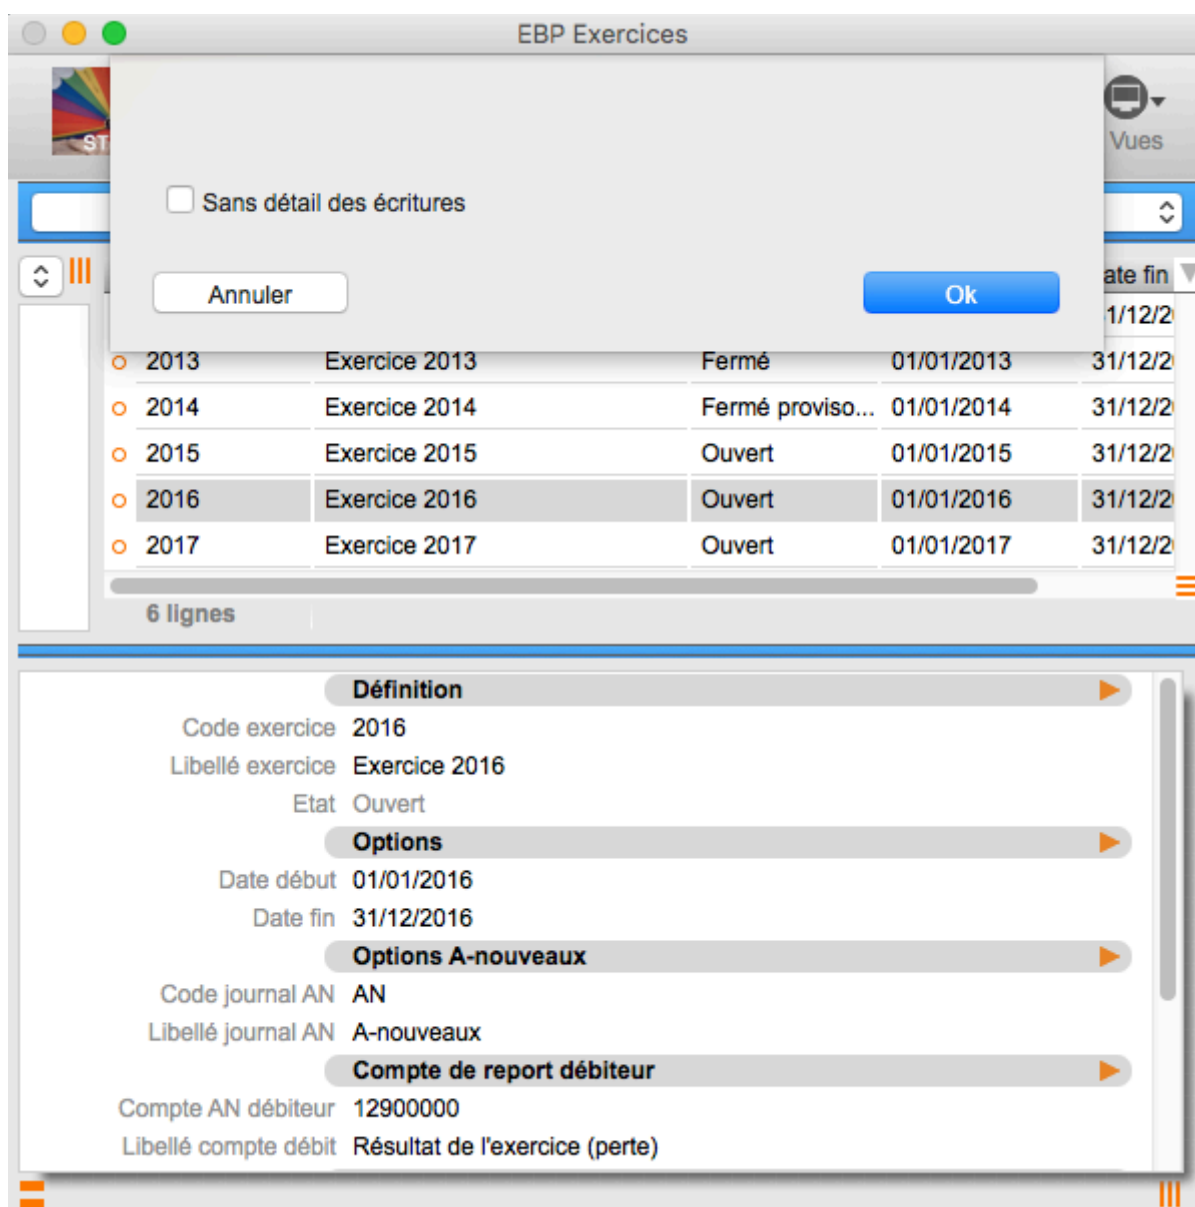 EBP Exercices
ST
Vues
Sans détail des écritures
Annuler Ok
ate fin
1/12/2
2013 Exercice 2013 Fermé 01/01/2013 31/12/2
2014 Exercice 2014 Fermé proviso... 01/01/2014 31/12/2
2015 Exercice 2015 Ouvert 01/01/2015 31/12/2
2016 Exercice 2016 Ouvert 01/01/2016 31/12/2
2017 Exercice 2017 Ouvert 01/01/2017 31/12/2
6 lignes
Définition
Code exercice 2016
Libellé exercice Exercice 2016
Etat Ouvert
Options
Date début 01/01/2016
Date fin 31/12/2016
Options A-nouveaux
Code journal AN AN
Libellé journal AN A-nouveaux
Compte de report débiteur
Compte AN débiteur 12900000
Libellé compte débit Résultat de l'exercice (perte)